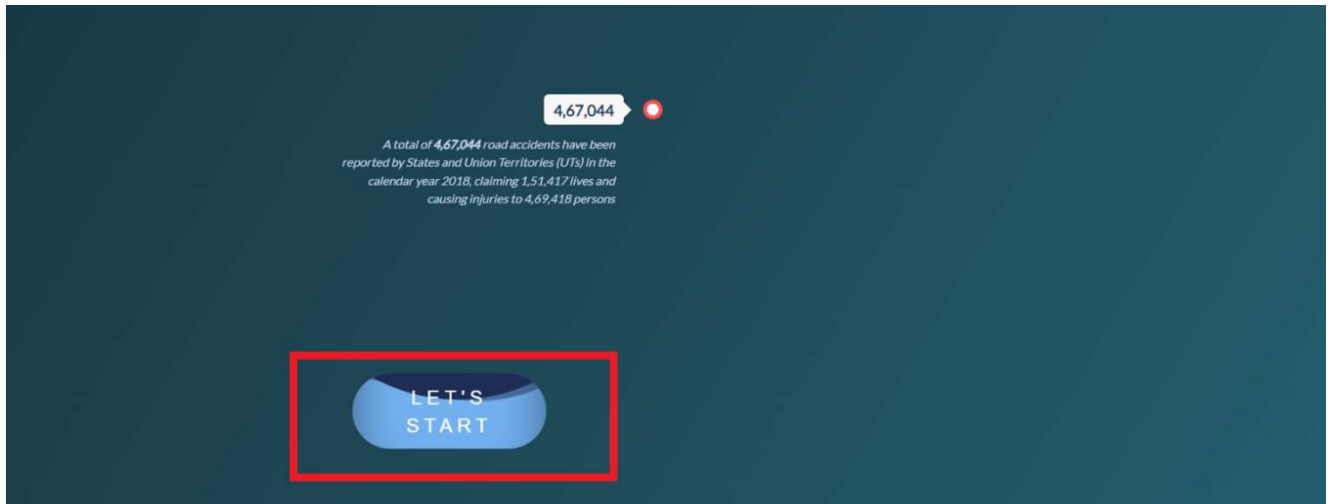 4,67,044
A total of 4,67,044 road accidents have been
reported by States and Union Territories (UTs) in the
calendar year 2018, claiming 1,51,417 lives and
causing injuries to 4,69,418 persons
LET'S
START